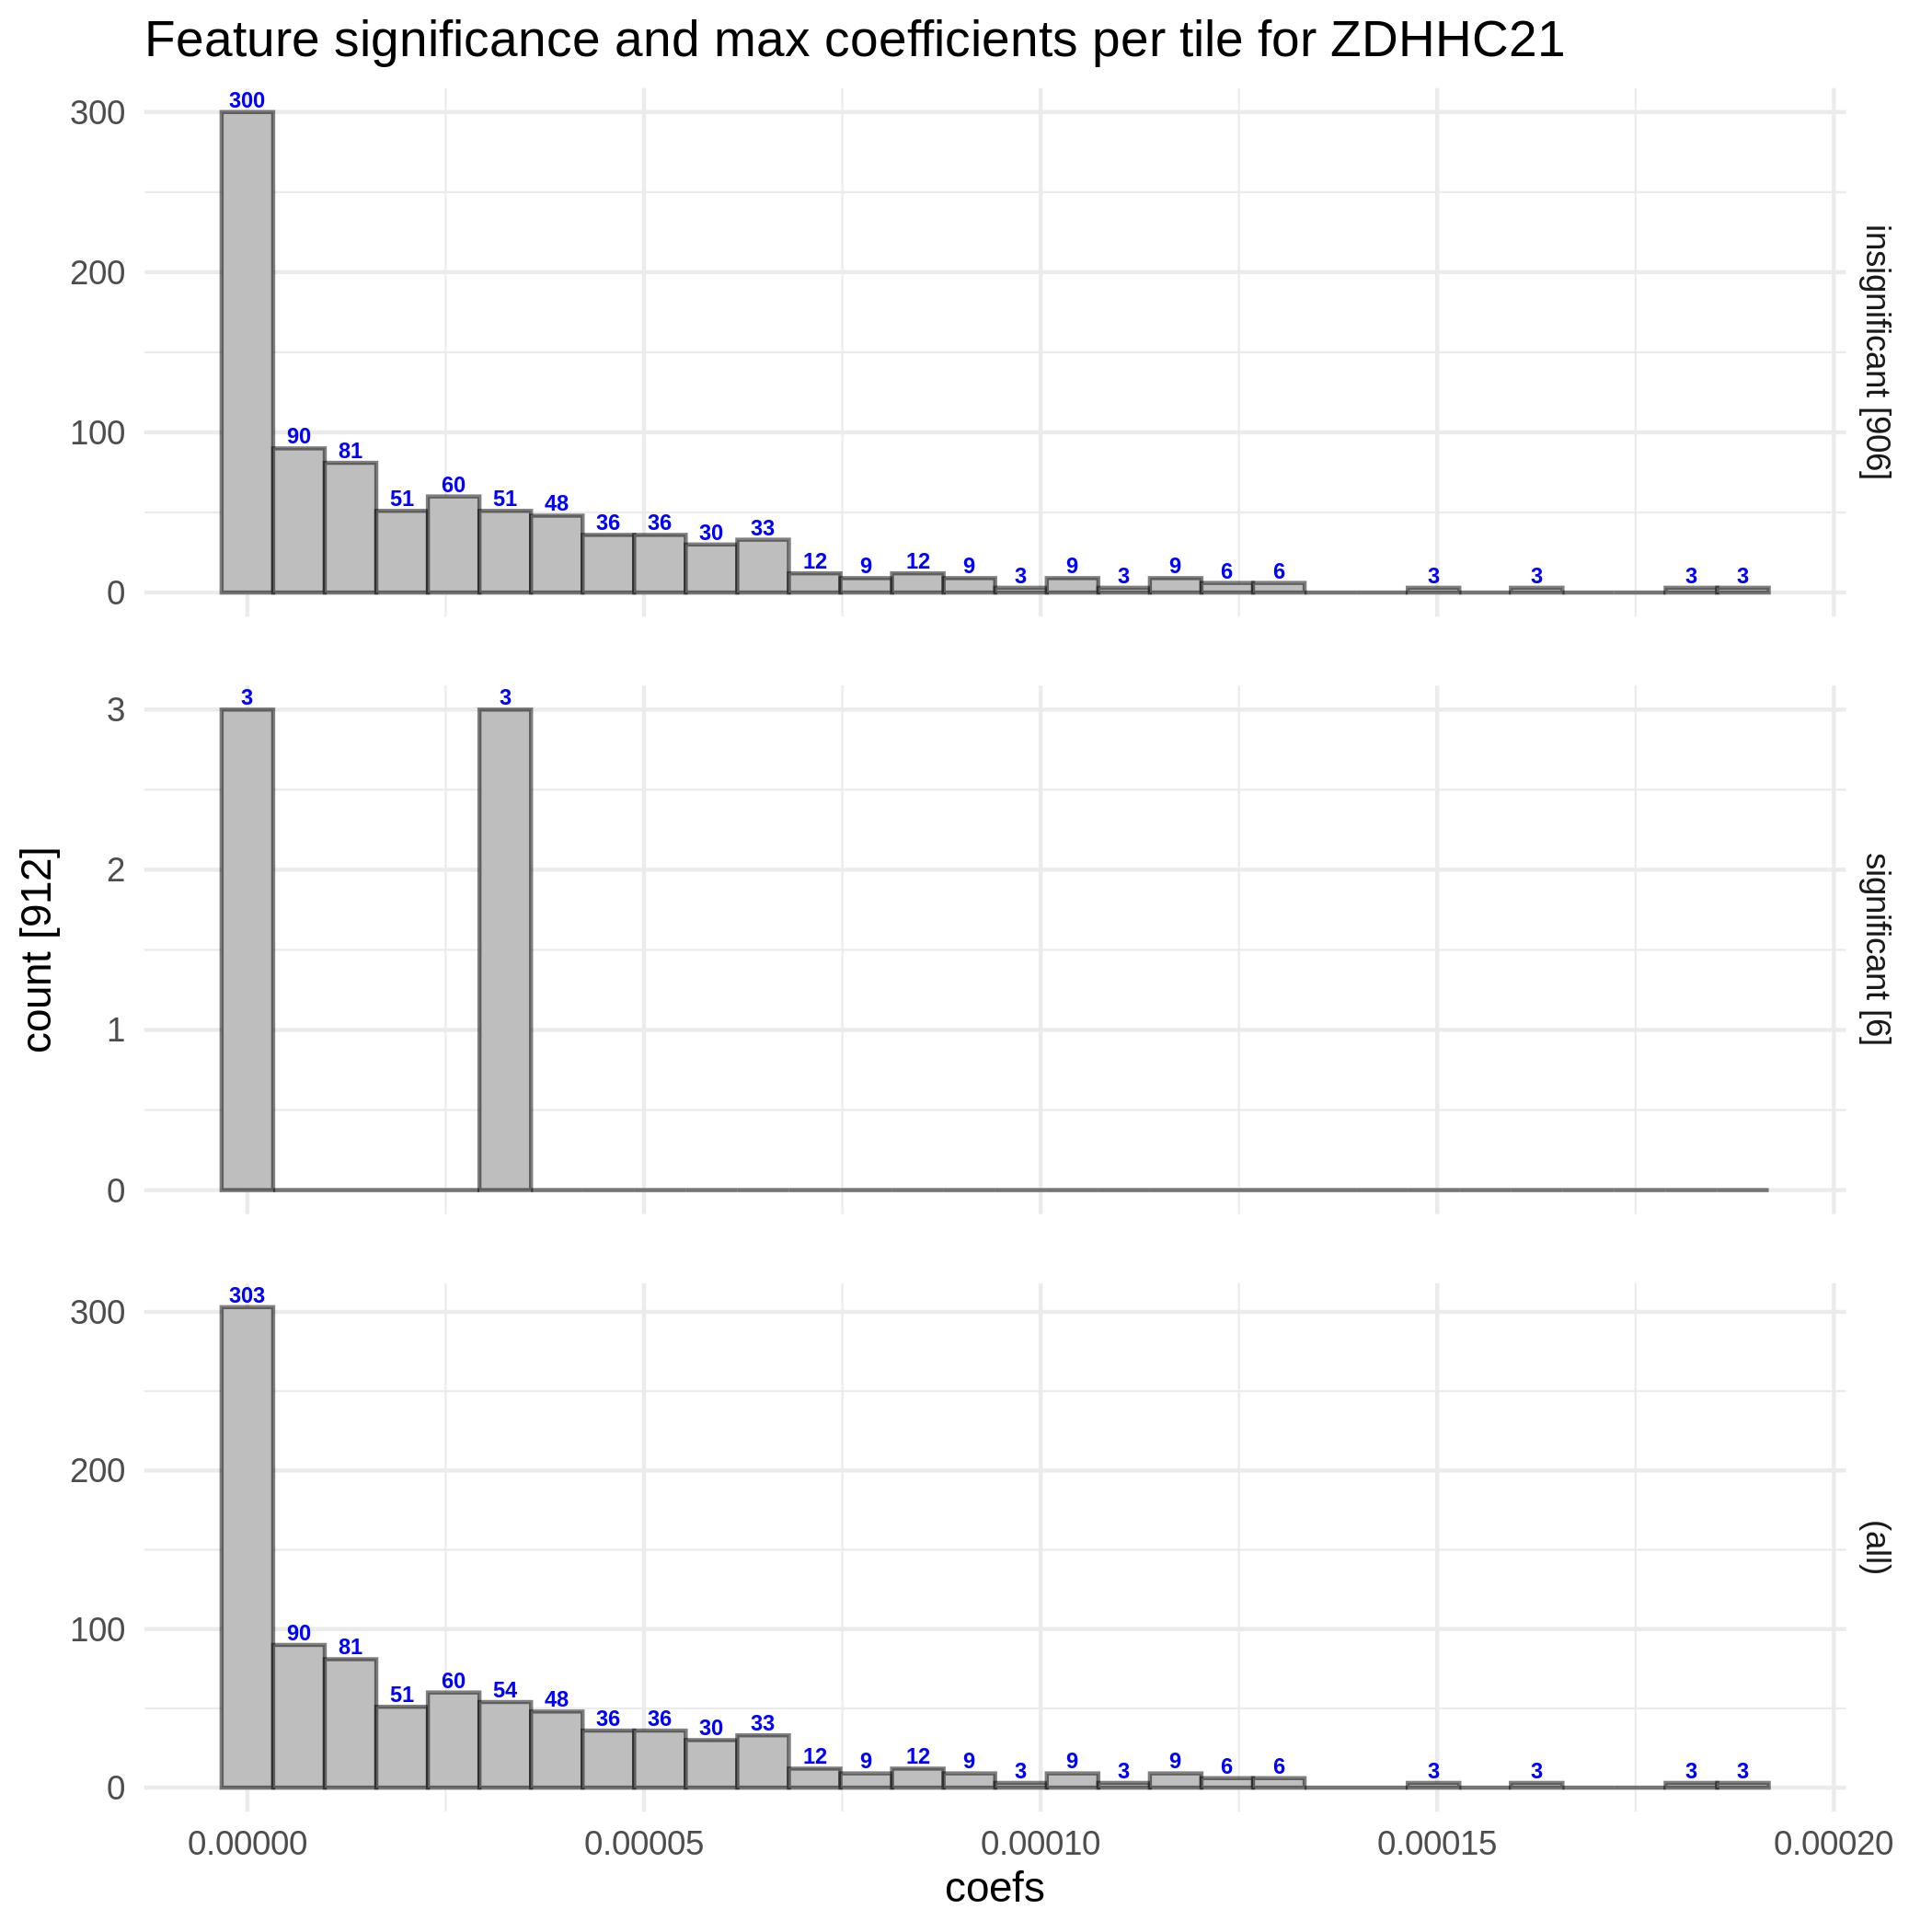 Feature significance and max coefficients per tile for ZDHHC21
300
200
100
0
300 90 81 51 60 51 48 36 36 30 33 12 9 12 9 3 9 3 9 6 6 3 3 3 3
insignificant [906]
3
2
1
0
3 3
significant [6]
count [912]
300
200
100
0
303 90 81 51 60 54 48 36 36 30 33 12 9 12 9 3 9 3 9 6 6 3 3 3 3
(all)
0.00000 0.00005 0.00010 0.00015 0.00020
coefs